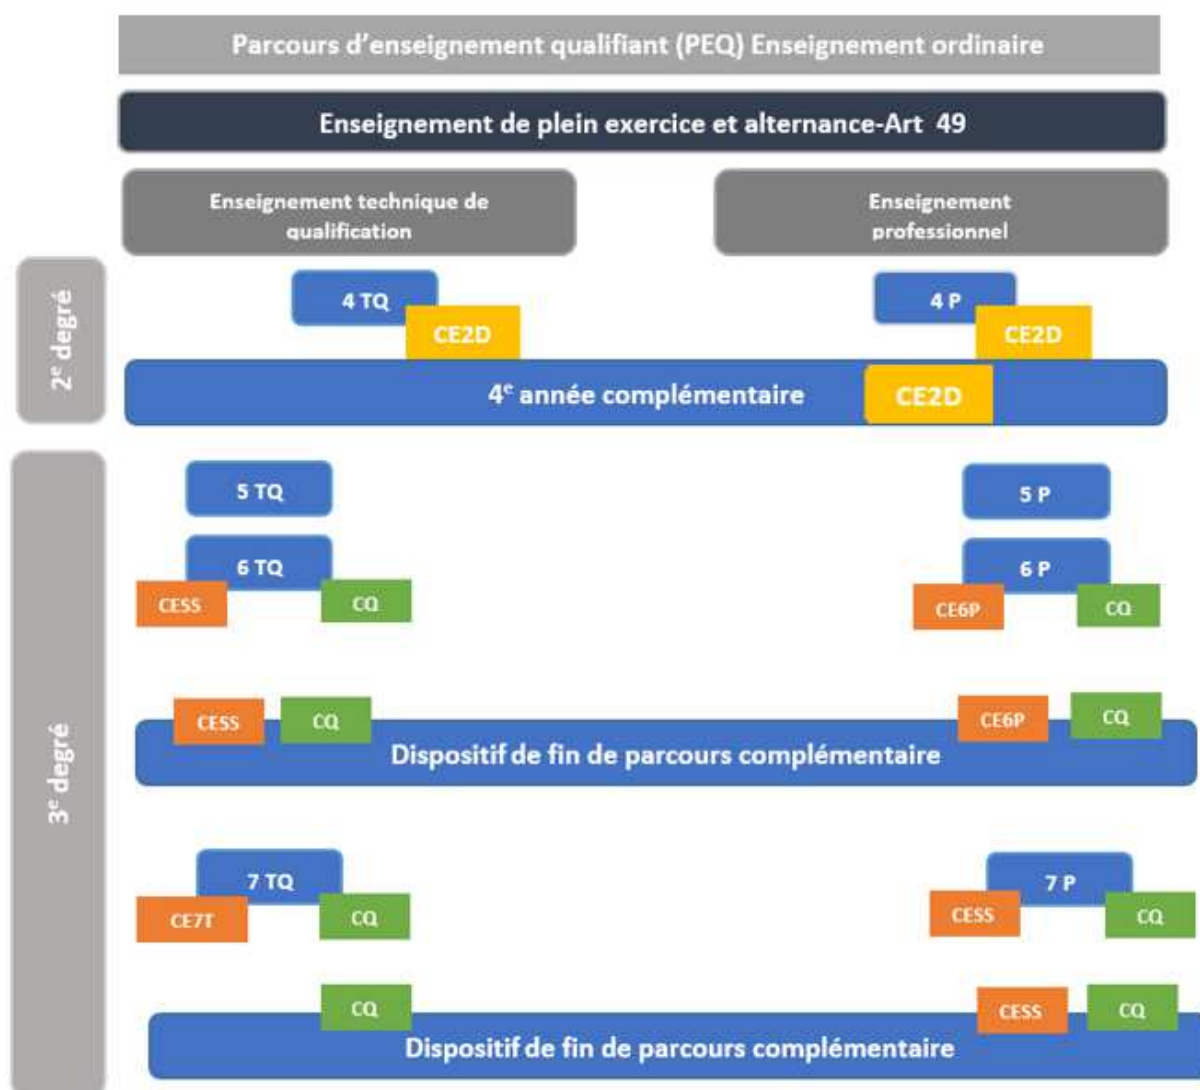 Parcours d'enseignement qualifiant (PEQ) Enseignement ordinaire
Enseignement de plein exercice et alternance-Art 49
Enseignement technique de
qualification
Enseignement
professionnel
2e degré
4 TQ
CE2D
4 P
CE2D
4e année complémentaire
CE2D
3e degré
5 TQ
5 P
6 TQ
CESS
CQ
6 P
CE6P
CQ
CESS
CQ
CE6P
CQ
Dispositif de fin de parcours complémentaire
7 TQ
CE7T
CQ
7 P
CESS
CQ
CQ
CESS
CQ
Dispositif de fin de parcours complémentaire